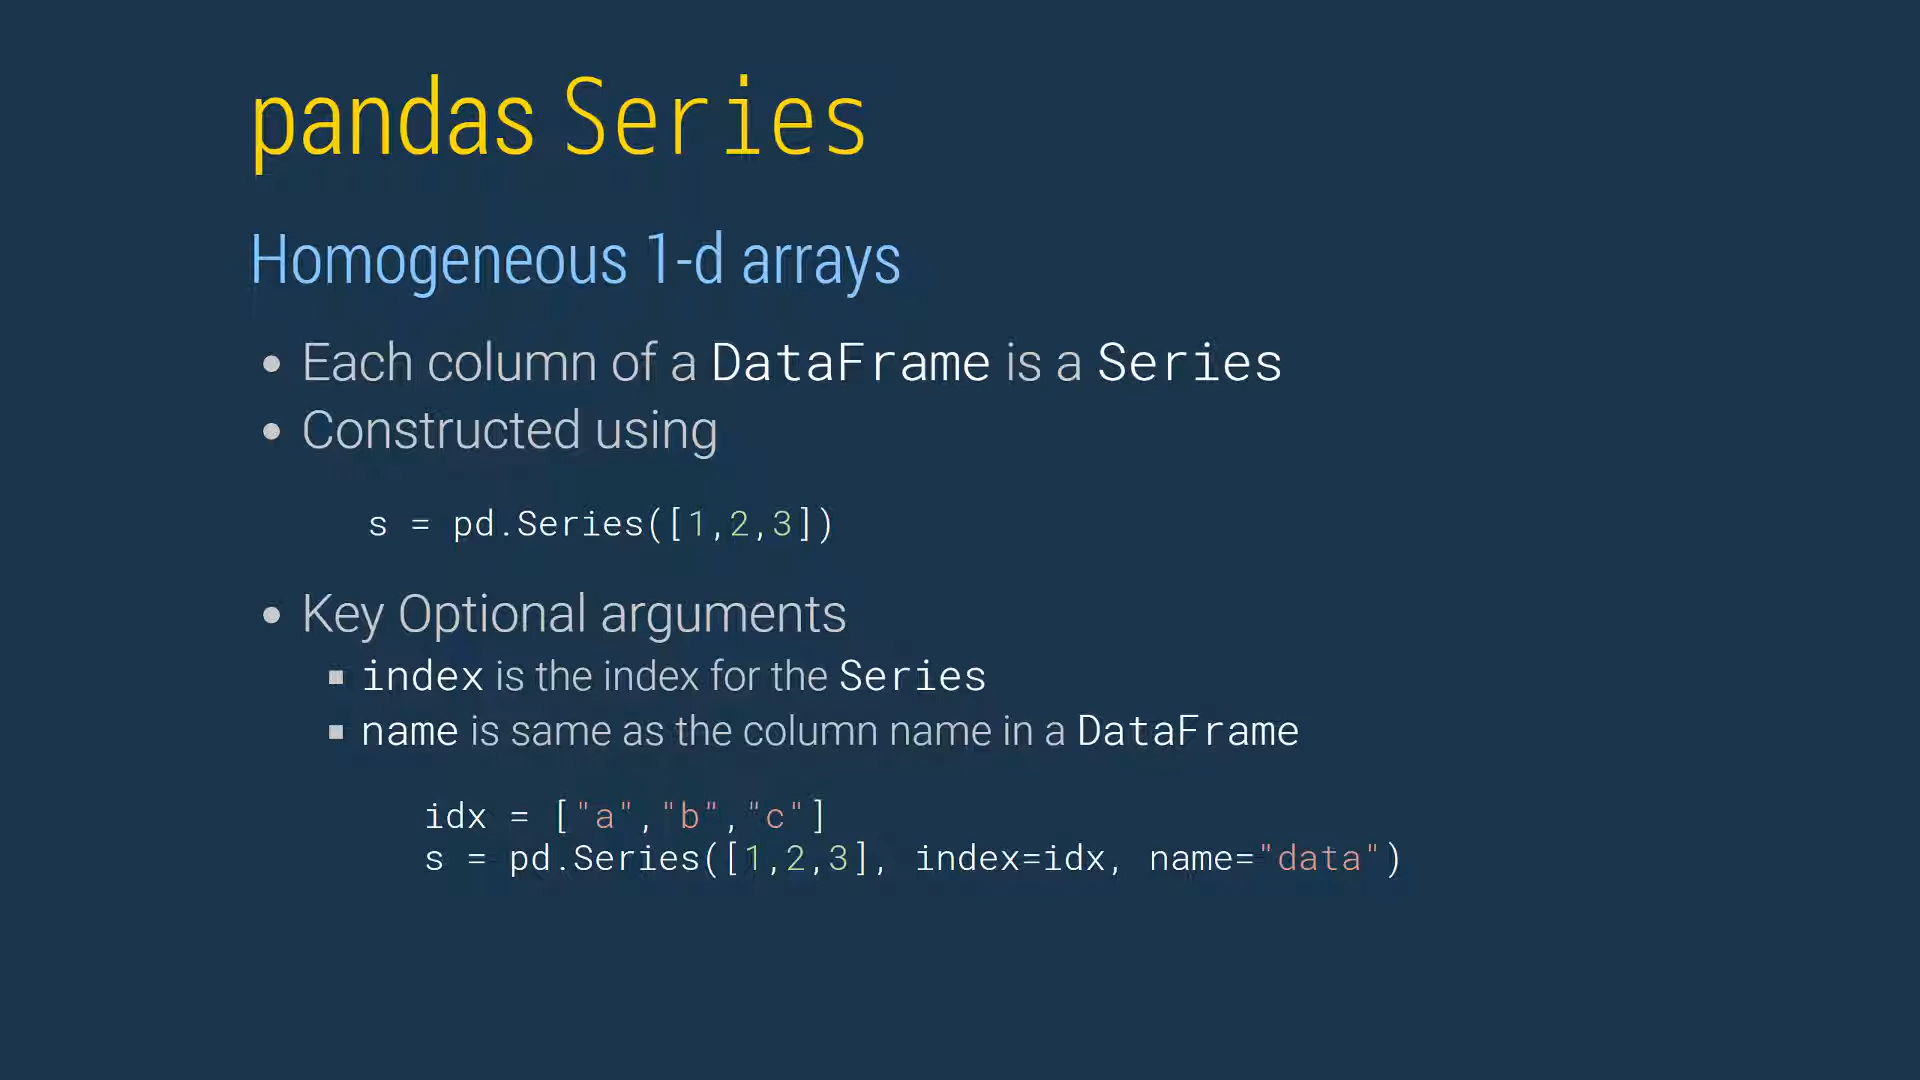 pandas Series
Homogeneous 1-d arrays
• Each column of a DataFrame is a Series
• Constructed using
s = pd.Series([1,2,3])
• Key Optional arguments
▪ index is the index for the Series
▪ name is same as the column name in a DataFrame
idx = ["a","b","c"]
s = pd.Series([1,2,3], index=idx, name="data")